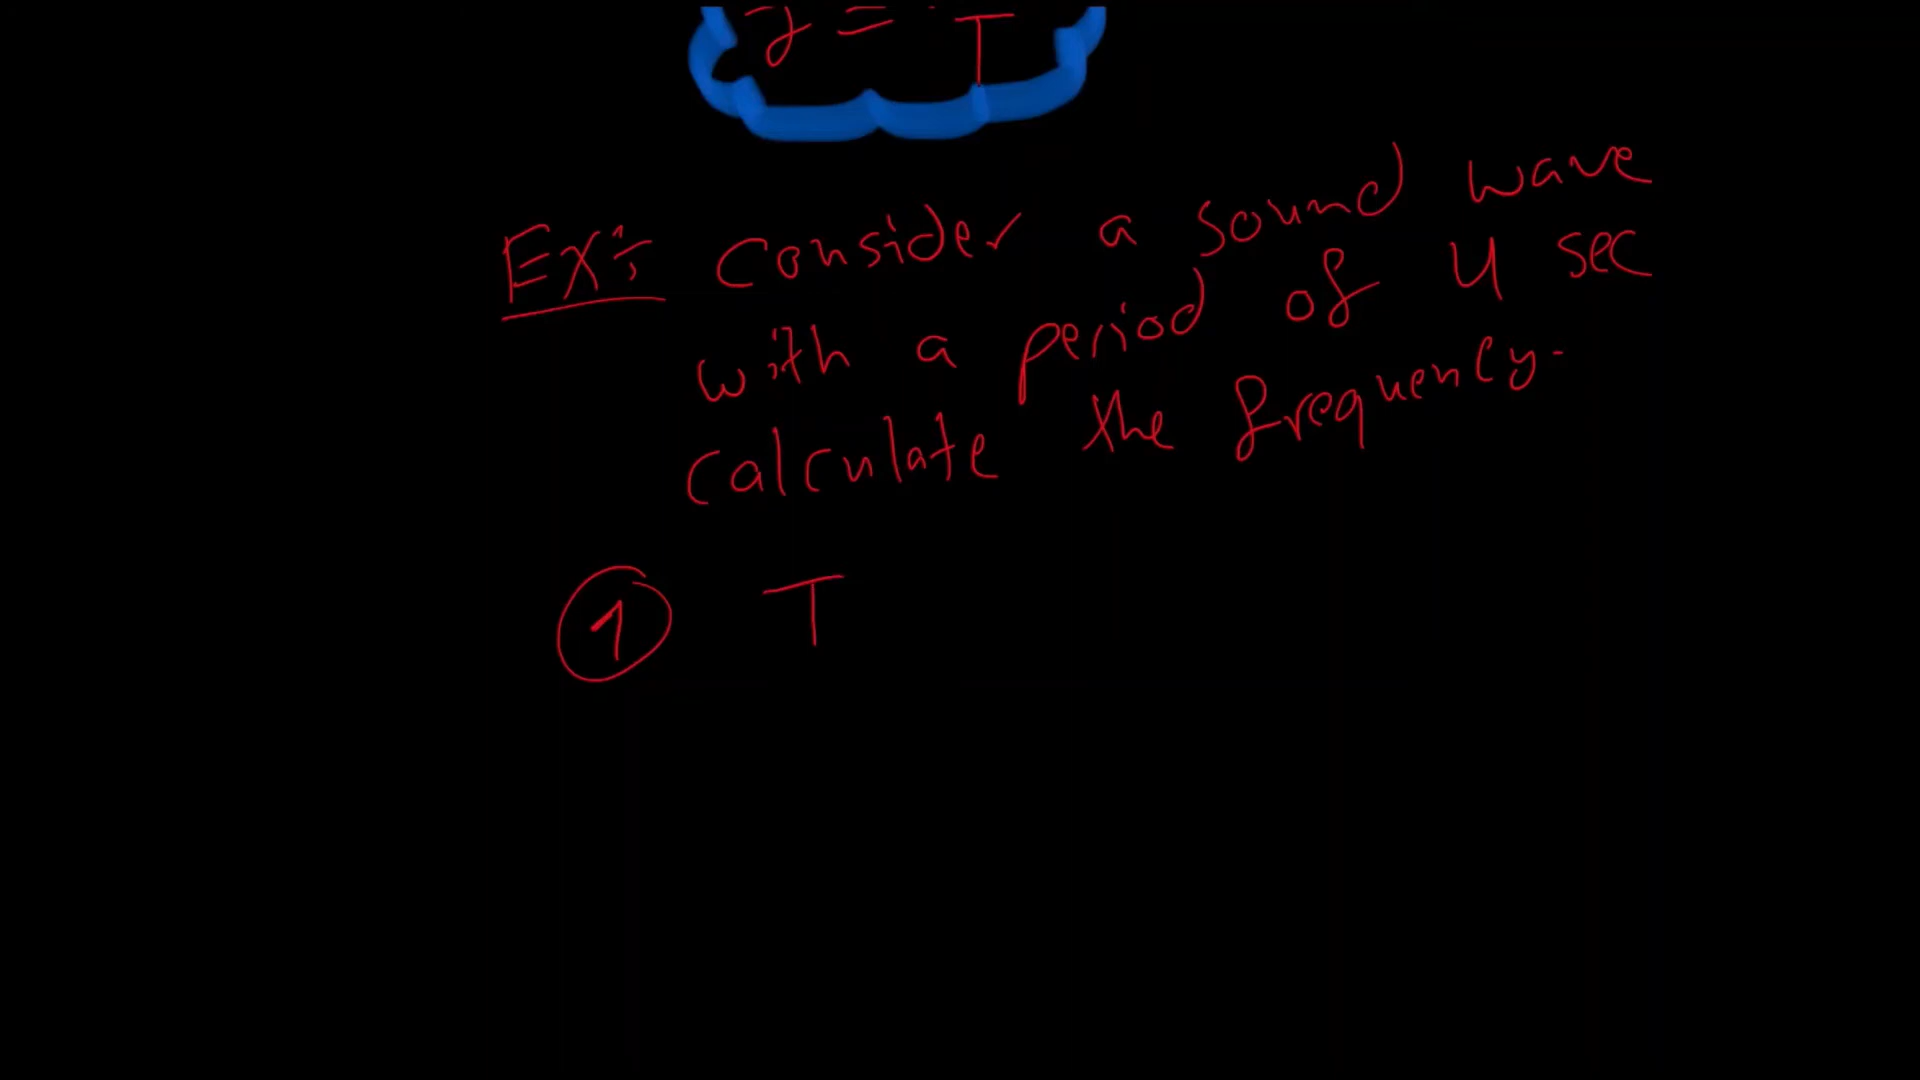 f = T
Ex: Consider a sound wave
with a period of 4 sec
calculate the frequency.
1 T